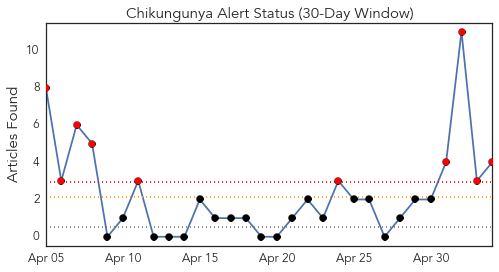 Chikungunya Alert Status (30-Day Window)
Articles Found
10
8
6
4
2
0
Apr 05 Apr 10 Apr 15 Apr 20 Apr 25 Apr 30